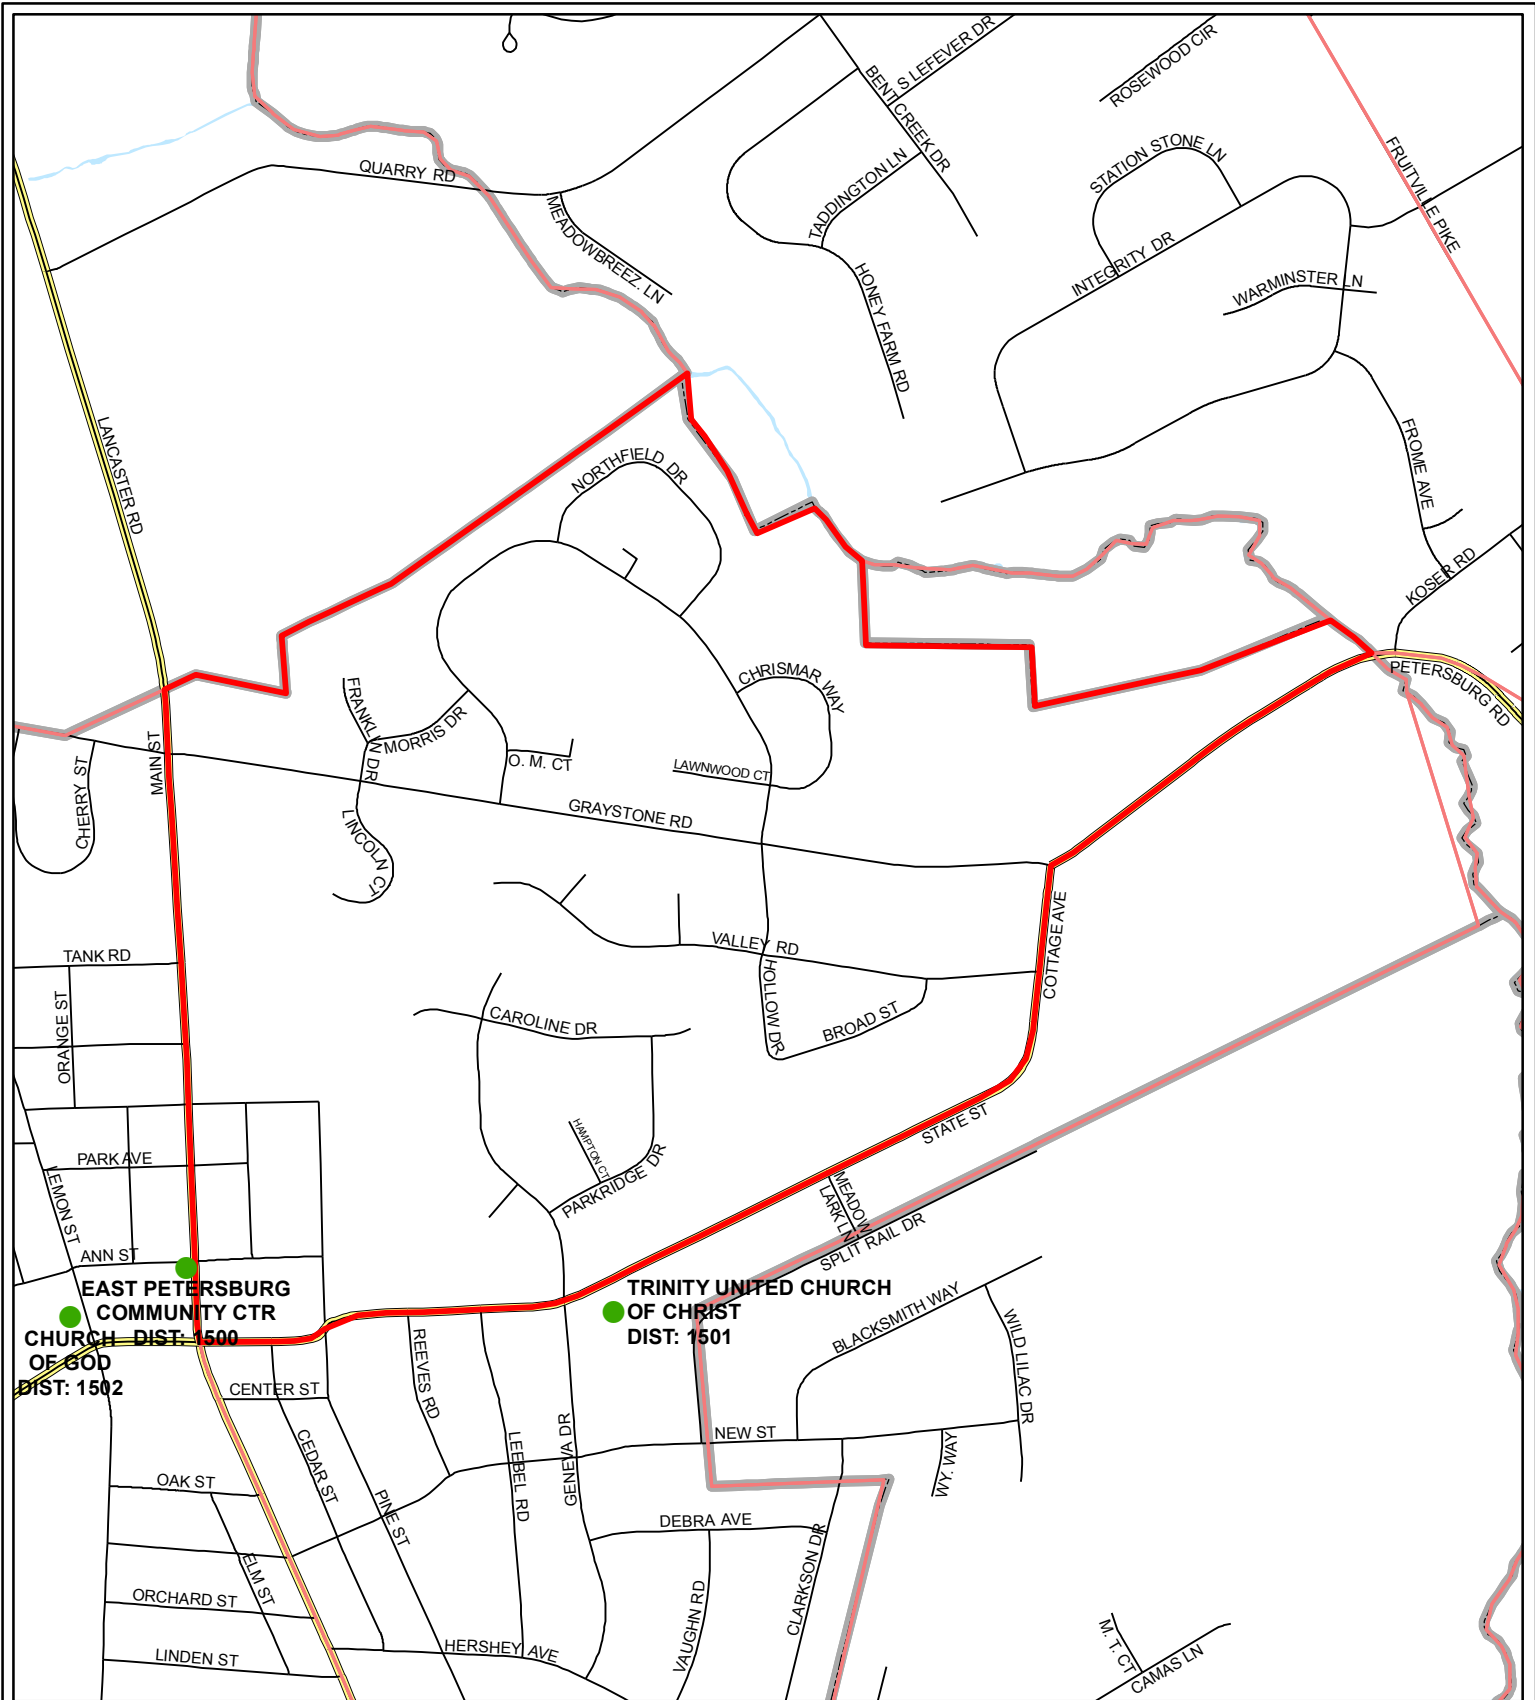 S LEFEVER DR
ROSEWOOD CIR
BENT CREEK DR
FRUITVILLE PIKE
QUARRY RD
STATION STONE LN
TADDINGTON LN
MEADOWBREEZ. LN
INTEGRITY DR
WARMINSTER LN
HONEY FARM RD
LANCASTER RD
NORTHFIELD DR
FROME AVE
KOSER RD
PETERSBURG RD
FRANKLIN DR
CHRISMAR WAY
MORRIS DR
MAIN ST
CHERRY ST
O. M. CT
LAWNWOOD CT
GRAYSTONE RD
LINCOLN CT
TANK RD
VALLEY RD
COTTAGE AVE
ORANGE ST
CAROLINE DR
HOLLOW DR
BROAD ST
HAMPTON CT
STATE ST
PARK AVE
PARKRIDGE DR
LEMON ST
MEADOW
LARK LN
SPLIT RAIL DR
ANN ST
EAST PETERSBURG
COMMUNITY CTR
DIST: 1500
CHURCH
OF GOD
DIST: 1502
TRINITY UNITED CHURCH
OF CHRIST
DIST: 1501
BLACKSMITH WAY
WILD LILAC DR
REEVES RD
CENTER ST
GENEVA DR
LEEBEL RD
NEW ST
WY. WAY
CEDAR ST
OAK ST
PINE ST
DEBRA AVE
CLARKSON DR
ELM ST
ORCHARD ST
VAUGHN RD
HERSHEY AVE
LINDEN ST
M. T. CT
CAMAS LN